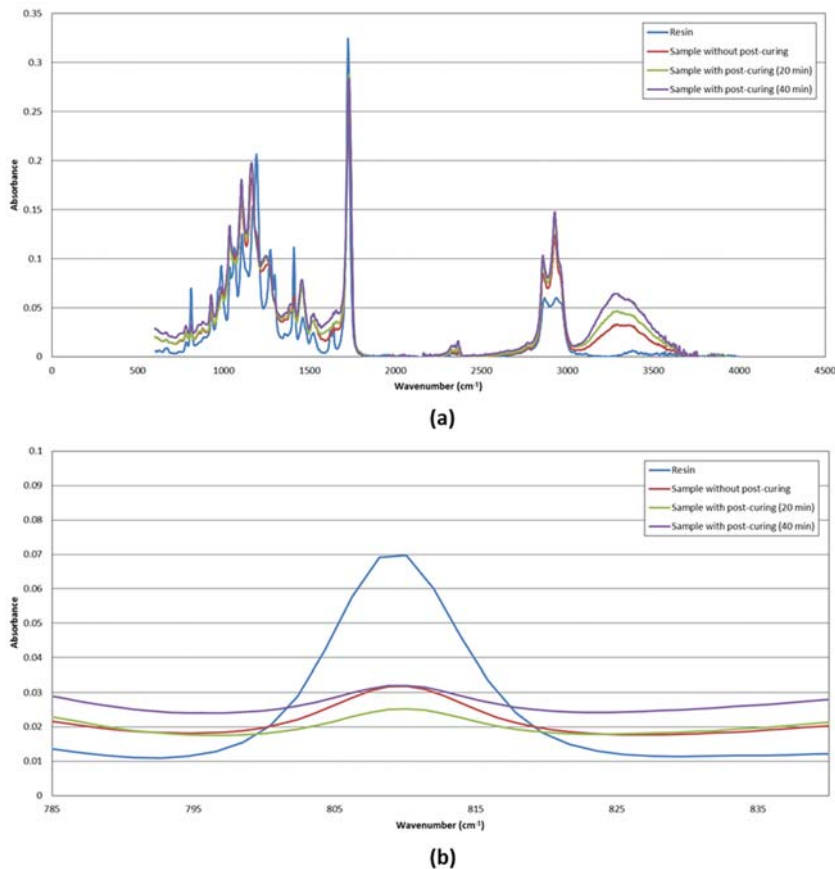 0.35
0.3
0.25
0.2
0.15
0.1
0.05
0
Absorbance
0 500 1000 1500 2000 2500 3000 3500 4000 4500
Wavenumber (cm-1)
Resin
Sample without post-curing
Sample with post-curing (20 min)
Sample with post-curing (40 min)
(a)
0.1
0.09
0.08
0.07
0.06
0.05
0.04
0.03
0.02
0.01
0
Absorbance
785 795 805 815 825 835
Wavenumber (cm-1)
Resin
Sample without post-curing
Sample with post-curing (20 min)
Sample with post-curing (40 min)
(b)